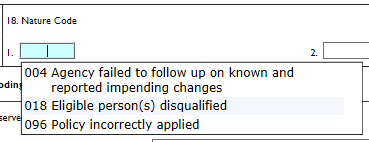 18. Nature Code
1.
2.
004 Agency failed to follow up on known and
reported impending changes
018 Eligible person(s) disqualified
096 Policy incorrectly applied